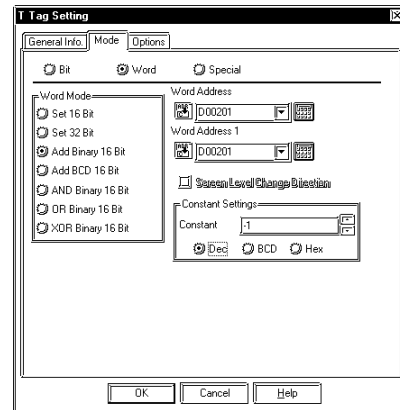 T Tag Setting
General Info. Mode Options
Bit Word Special
Word Mode
Set 16 Bit
Set 32 Bit
Add Binary 16 Bit
Add BCD 16 Bit
AND Binary 16 Bit
OR Binary 16 Bit
XOR Binary 16 Bit
Word Address
D00201
Word Address 1
D00201
Screen Level Change Direction
Constant Settings
Constant -1
Dec BCD Hex
OK Cancel Help